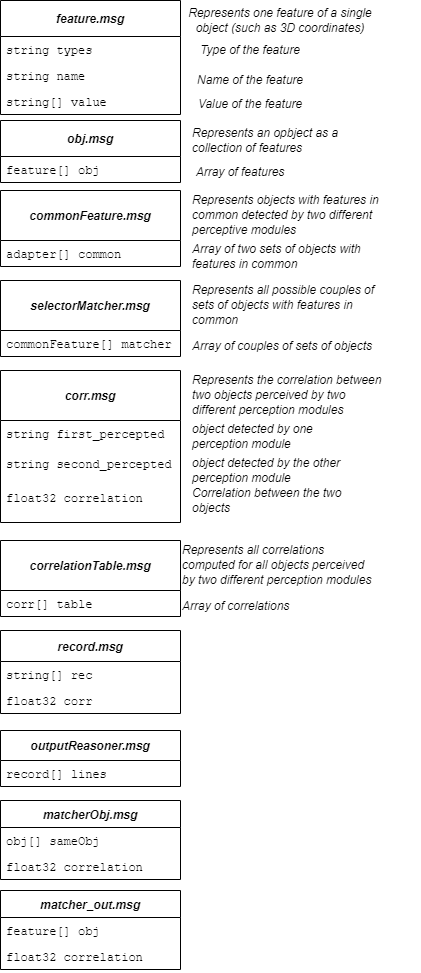 feature.msg
Represents one feature of a single
object (such as 3D coordinates)
string types
Type of the feature
string name
Name of the feature
string[] value
Value of the feature
obj.msg
Represents an opbject as a
collection of features
feature[] obj
Array of features
commonFeature.msg
Represents objects with features in
common detected by two different
perceptive modules
adapter[] common
Array of two sets of objects with
features in common
selectorMatcher.msg
Represents all possible couples of
sets of objects with features in
common
commonFeature[] matcher
Array of couples of sets of objects
corr.msg
Represents the correlation between
two objects perceived by two
different perception modules
string first_percepted
object detected by one
perception module
string second_percepted
object detected by the other
perception module
float32 correlation
Correlation between the two
objects
correlationTable.msg
Represents all correlations
computed for all objects perceived
by two different perception modules
corr[] table
Array of correlations
record.msg
string[] rec
float32 corr
outputReasoner.msg
record[] lines
matcherObj.msg
obj[] sameObj
float32 correlation
matcher_out.msg
feature[] obj
float32 correlation